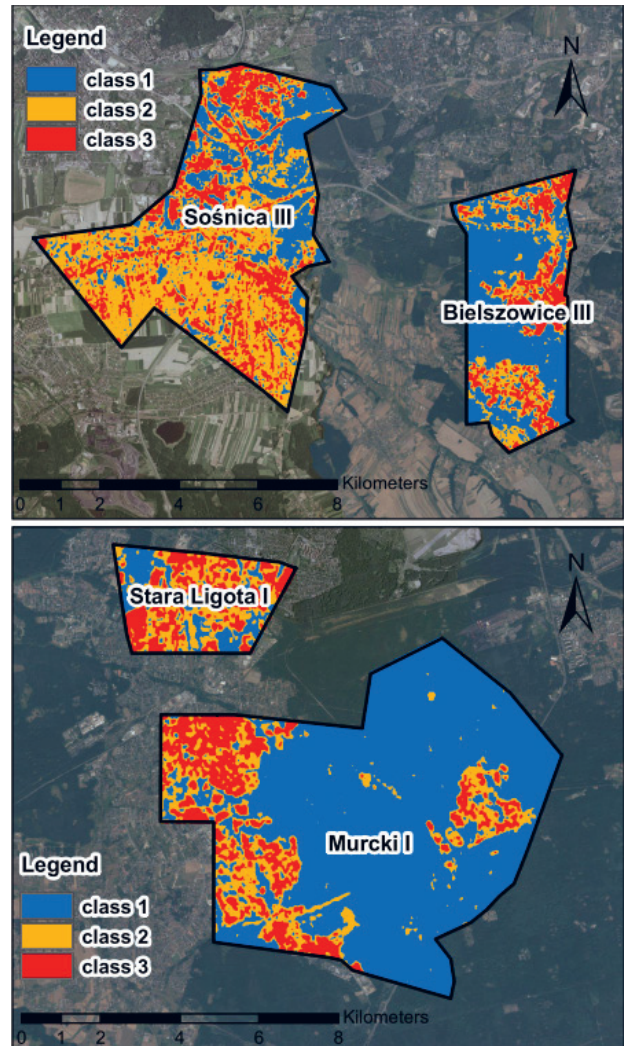 Legend
class 1
class 2
class 3
N
Sośnica III
Bielszowice III
Kilometers
0 1 2 4 6 8
Stara Ligota I
N
Murcki I
Legend
class 1
class 2
class 3
Kilometers
0 1 2 4 6 8